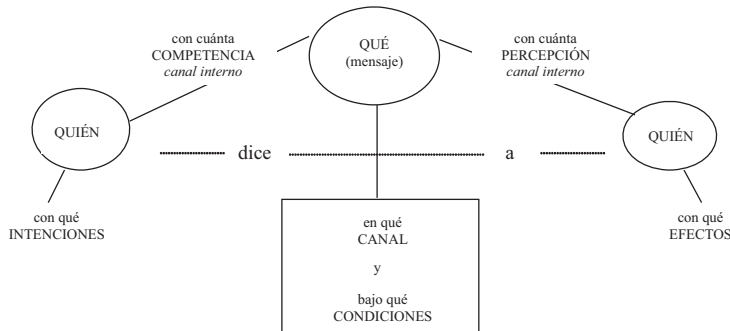 con cuánta
COMPETENCIA
canal interno
QUÉ
(mensaje)
con cuánta
PERCEPCIÓN
canal interno
QUIÉN
dice
a
QUIÉN
con qué
INTENCIONES
en qué
CANAL
y
bajo qué
CONDICIONES
con qué
EFECTOS